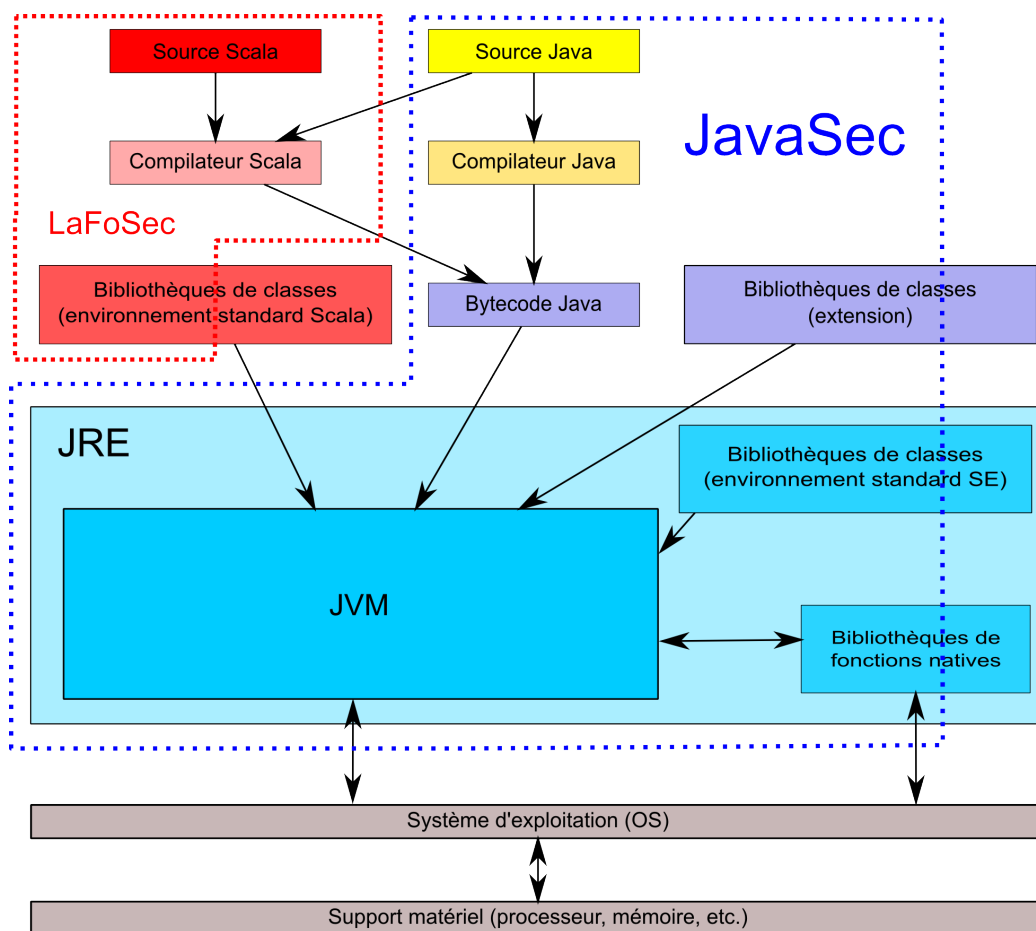 Source Scala
Source Java
JavaSec
Compilateur Scala
Compilateur Java
LaFoSec
Bibliothèques de classes
(environnement standard Scala)
Bytecode Java
Bibliothèques de classes
(extension)
JRE
Bibliothèques de classes
(environnement standard SE)
JVM
Bibliothèques de
fonctions natives
Système d'exploitation (OS)
Support matériel (processeur, mémoire, etc.)